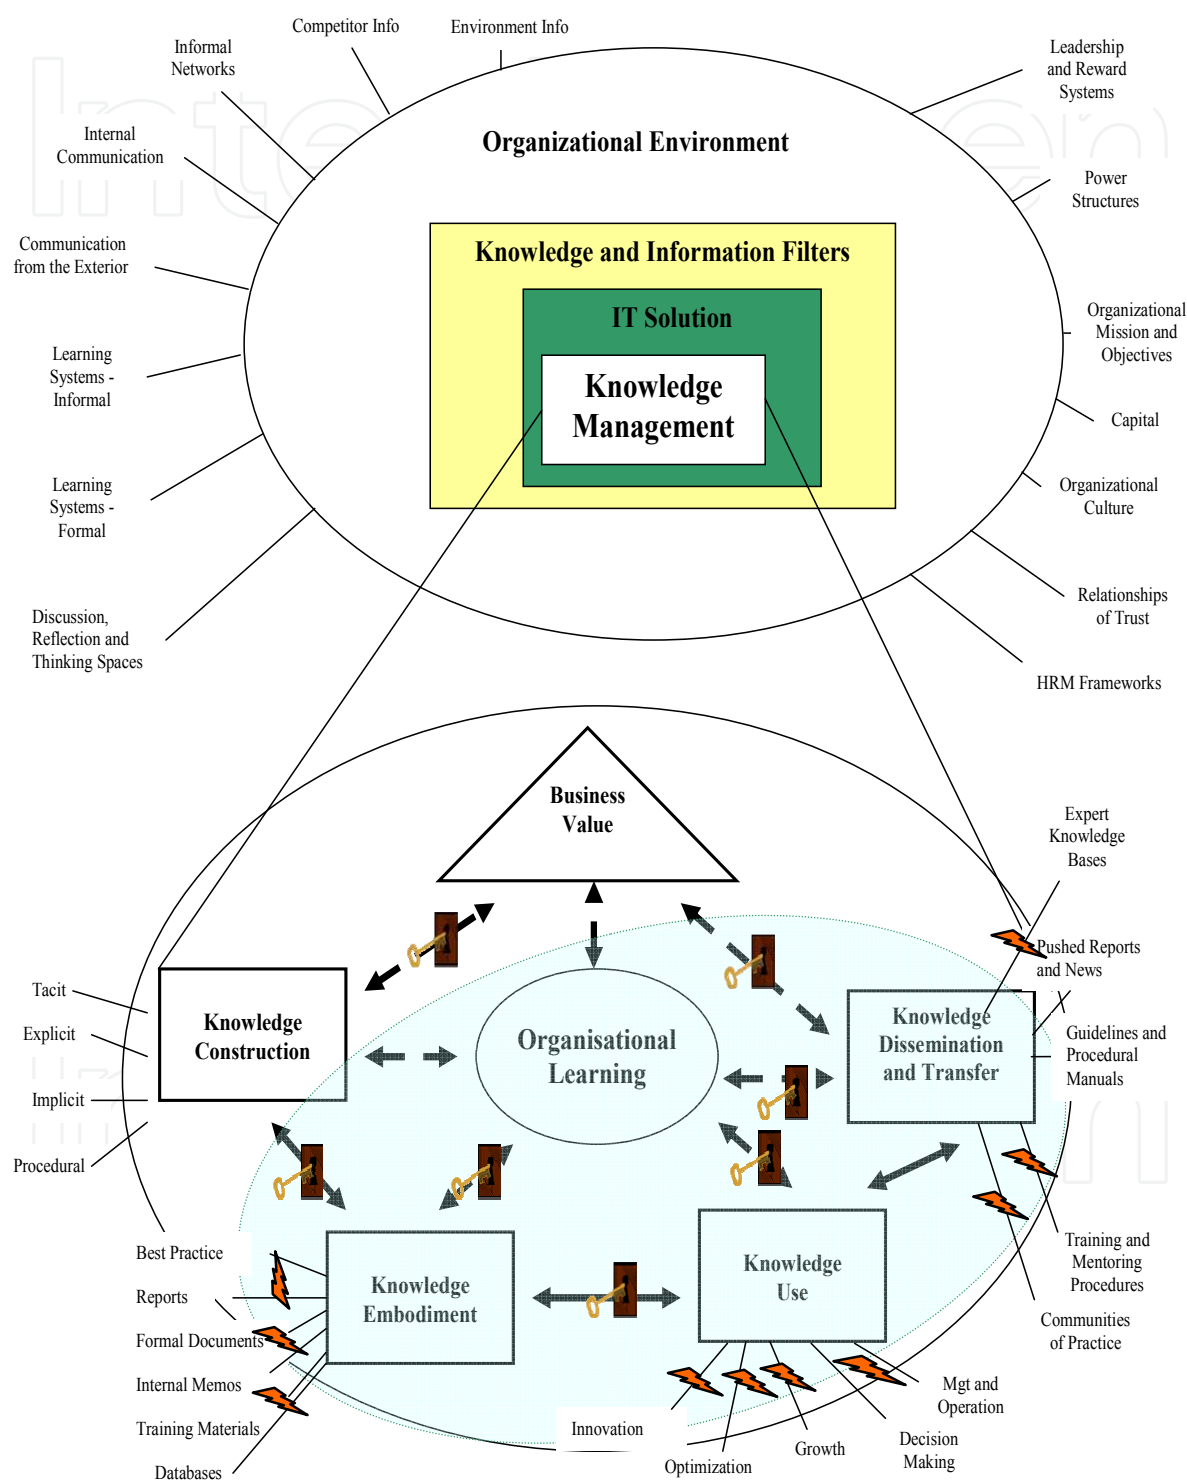 Competitor Info
Environment Info
Informal
Networks
Leadership
and Reward
Systems
Internal
Communication
Organizational Environment
Power
Structures
Communication
from the Exterior
Knowledge and Information Filters
IT Solution
Organizational
Mission and
Objectives
Learning
Systems -
Informal
Knowledge
Management
Capital
Learning
Systems -
Formal
Organizational
Culture
Relationships
of Trust
Discussion,
Reflection and
Thinking Spaces
HRM Frameworks
Business
Value
Expert
Knowledge
Bases
Pushed Reports
and News
Tacit
Explicit
Implicit
Procedural
Knowledge
Construction
Organisational
Learning
Knowledge
Dissemination
and Transfer
Guidelines and
Procedural
Manuals
Training and
Mentoring
Procedures
Communities
of Practice
Best Practice
Reports
Formal Documents
Internal Memos
Training Materials
Databases
Knowledge
Embodiment
Knowledge
Use
Innovation
Optimization
Growth
Decision
Making
Mgt and
Operation